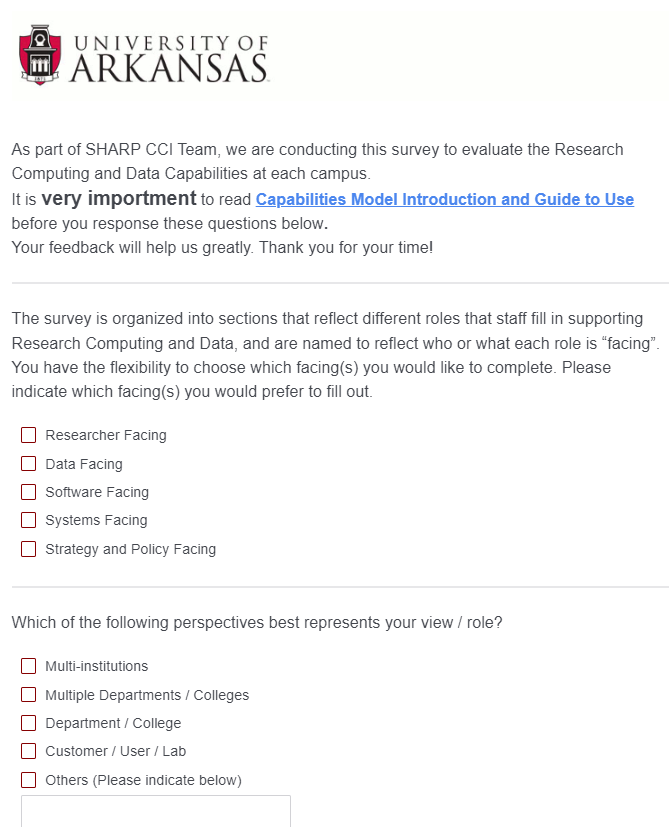 UNIVERSITY OF
ARKANSAS
As part of SHARP CCI Team, we are conducting this survey to evaluate the Research
Computing and Data Capabilities at each campus.
It is very importment to read Capabilities Model Introduction and Guide to Use
before you response these questions below.
Your feedback will help us greatly. Thank you for your time!
The survey is organized into sections that reflect different roles that staff fill in supporting
Research Computing and Data, and are named to reflect who or what each role is “facing”.
You have the flexibility to choose which facing(s) you would like to complete. Please
indicate which facing(s) you would prefer to fill out.
Researcher Facing
Data Facing
Software Facing
Systems Facing
Strategy and Policy Facing
Which of the following perspectives best represents your view / role?
Multi-institutions
Multiple Departments / Colleges
Department / College
Customer / User / Lab
Others (Please indicate below)